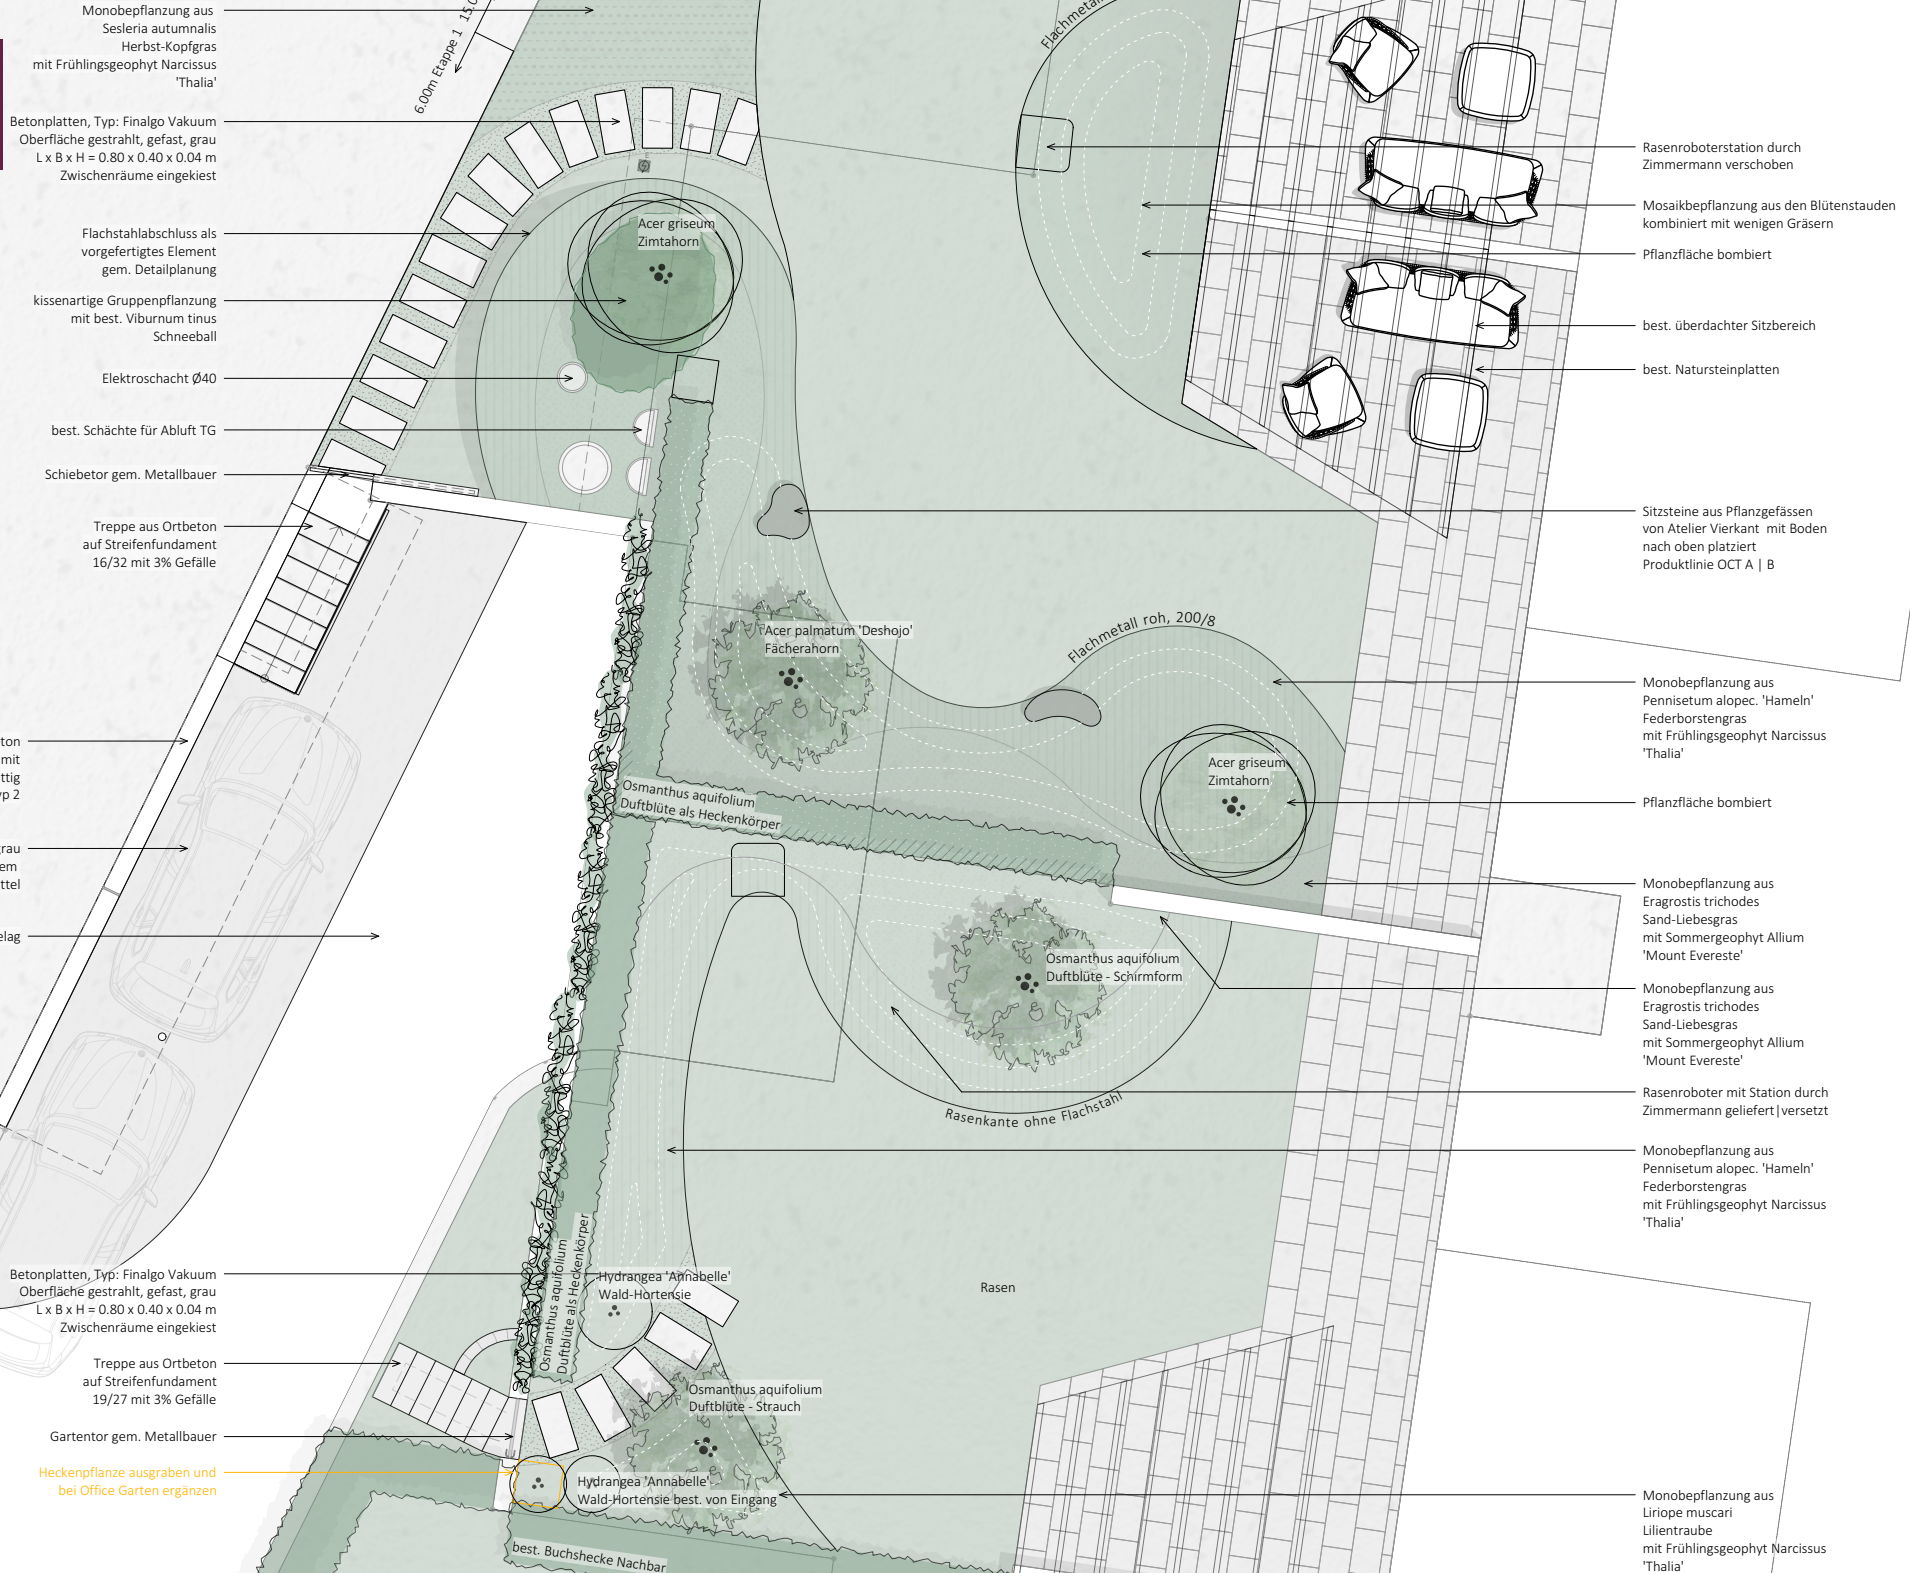 Monobepflanzung aus
Sesleria autumnalis
Herbst-Kopfgras
mit Frühlingsgeophyt Narcissus
'Thalia'
Betonplatten, Typ: Finalgo Vakuum
Oberfläche gestrahlt, gefast, grau
L x B x H = 0.80 x 0.40 x 0.04 m
Zwischenräume eingekiest
Flachstahlabschluss als
vorgefertigtes Element
gem. Detailplanung
kissenartige Gruppenpflanzung
mit best. Viburnum tinus
Schneeball
Elektroschacht Ø40
best. Schächte für Abluft TG
Schiebetor gem. Metallbauer
Treppe aus Ortbeton
auf Streifenfundament
16/32 mit 3% Gefälle
mit
Betonplatten, Typ: Finalgo Vakuum
Oberfläche gestrahlt, gefast, grau
L x B x H = 0.80 x 0.40 x 0.04 m
Zwischenräume eingekiest
Treppe aus Ortbeton
auf Streifenfundament
19/27 mit 3% Gefälle
Gartentor gem. Metallbauer
Heckenpflanze ausgraben und
bei Office Garten ergänzen
6.00m Etappe 1
Acer griseum
Zimtahorn
Acer palmatum 'Deshojo'
Fächerahorn
Flachmetall roh, 200/8
Acer griseum
Zimtahorn
Osmanthus aquifolium
Duftblüte als Heckenkörper
Osmanthus aquifolium
Duftblüte - Schirmform
Rasenkante ohne Flachstahl
Osmanthus aquifolium
Duftblüte als Heckenkörper
Hydrangea 'Annabelle'
Wald-Hortensie
Rasen
Osmanthus aquifolium
Duftblüte - Strauch
Hydrangea 'Annabelle'
Wald-Hortensie best. von Eingang
best. Buchshecke Nachbar
Rasenroboterstation durch
Zimmermann verschoben
Mosaikbepflanzung aus den Blütenstauden
kombiniert mit wenigen Gräsern
Pflanzfläche bombiert
best. überdachter Sitzbereich
best. Natursteinplatten
Sitzsteine aus Pflanzgefässen
von Atelier Vierkant mit Boden
nach oben platziert
Produktlinie OCT A | B
Monobepflanzung aus
Pennisetum alopec. 'Hameln'
Federborstengras
mit Frühlingsgeophyt Narcissus
'Thalia'
Pflanzfläche bombiert
Monobepflanzung aus
Eragrostis trichodes
Sand-Liebesgras
mit Sommergeophyt Allium
'Mount Evereste'
Monobepflanzung aus
Eragrostis trichodes
Sand-Liebesgras
mit Sommergeophyt Allium
'Mount Evereste'
Rasenroboter mit Station durch
Zimmermann geliefert|versetzt
Monobepflanzung aus
Pennisetum alopec. 'Hameln'
Federborstengras
mit Frühlingsgeophyt Narcissus
'Thalia'
Monobepflanzung aus
Liriope muscari
Lilientraube
mit Frühlingsgeophyt Narcissus
'Thalia'